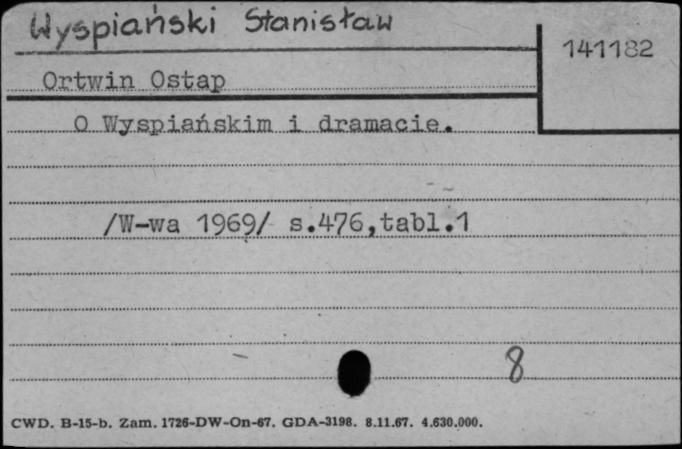 Wyspiański Stanisław
141182
Ortwin Ostap
O Wyspiańskim i dramacie.
/W-wa 1969/ s.476,tabl.1
8
CWD. B-15-b. Zam. 1726-DW-On-67. GDA-3198. 8.11.67. 4.630.000.